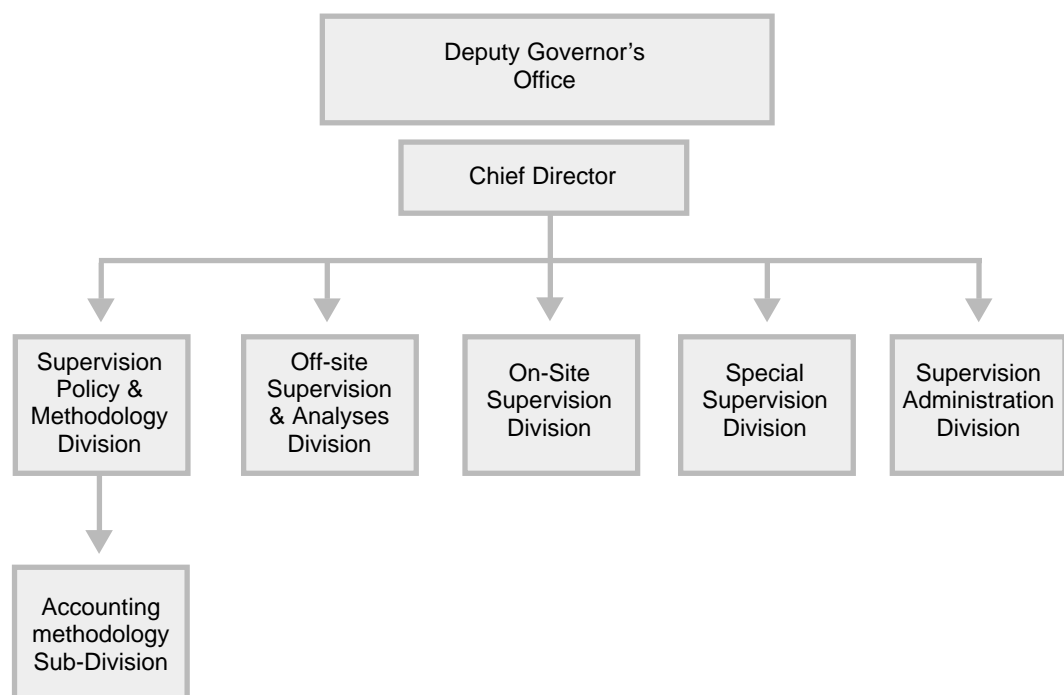 Deputy Governor’s
Office
Chief Director
Supervision
Policy &
Methodology
Division
Off-site
Supervision
& Analyses
Division
On-Site
Supervision
Division
Special
Supervision
Division
Supervision
Administration
Division
Accounting
methodology
Sub-Division